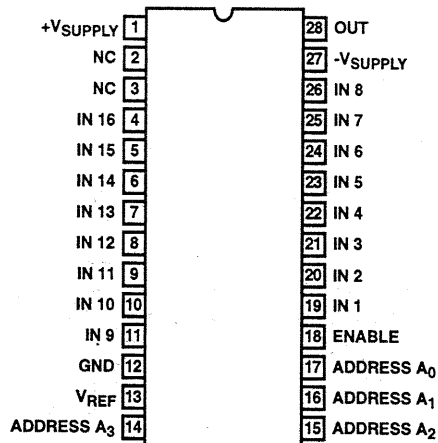 +VSUPPLY 1 28 OUT
NC 2 27 -VSUPPLY
NC 3 26 IN 8
IN 16 4 25 IN 7
IN 15 5 24 IN 6
IN 14 6 23 IN 5
IN 13 7 22 IN 4
IN 12 8 21 IN 3
IN 11 9 20 IN 2
IN 10 10 19 IN 1
IN 9 11 18 ENABLE
GND 12 17 ADDRESS A0
VREF 13 16 ADDRESS A1
ADDRESS A3 14 15 ADDRESS A2